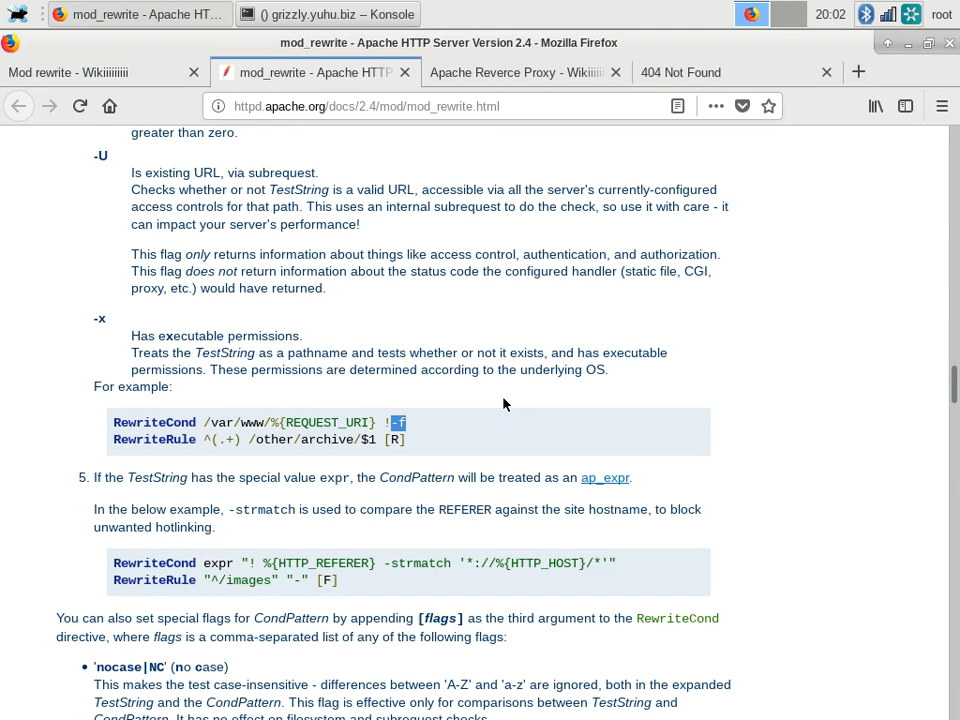 mod_rewrite - Apache HT...
() grizzly.yuhu.biz – Konsole
20:02
root
mod_rewrite - Apache HTTP Server Version 2.4 - Mozilla Firefox
Mod rewrite - Wikiiiiiiii
mod_rewrite - Apache HTTP
Apache Reverce Proxy - Wikiiiii
404 Not Found
httpd.apache.org/docs/2.4/mod/mod_rewrite.html
greater than zero.
-U
Is existing URL, via subrequest.
Checks whether or not TestString is a valid URL, accessible via all the server's currently-configured
access controls for that path. This uses an internal subrequest to do the check, so use it with care - it
can impact your server's performance!
This flag only returns information about things like access control, authentication, and authorization.
This flag does not return information about the status code the configured handler (static file, CGI,
proxy, etc.) would have returned.
-x
Has executable permissions.
Treats the TestString as a pathname and tests whether or not it exists, and has executable
permissions. These permissions are determined according to the underlying OS.
For example:
RewriteCond /var/www/%{REQUEST_URI} !-f
RewriteRule ^(.+) /other/archive/$1 [R]
5. If the TestString has the special value expr, the CondPattern will be treated as an ap_expr.
In the below example, -strmatch is used to compare the REFERER against the site hostname, to block
unwanted hotlinking.
RewriteCond expr "! %{HTTP_REFERER} -strmatch '*://%{HTTP_HOST}/*'"
RewriteRule "^/images" "-" [F]
You can also set special flags for CondPattern by appending [flags] as the third argument to the RewriteCond
directive, where flags is a comma-separated list of any of the following flags:
• 'nocase|NC' (no case)
This makes the test case-insensitive - differences between 'A-Z' and 'a-z' are ignored, both in the expanded
TestString and the CondPattern. This flag is effective only for comparisons between TestString and
CondPattern. It has no effect on filesystem and subrequest checks.